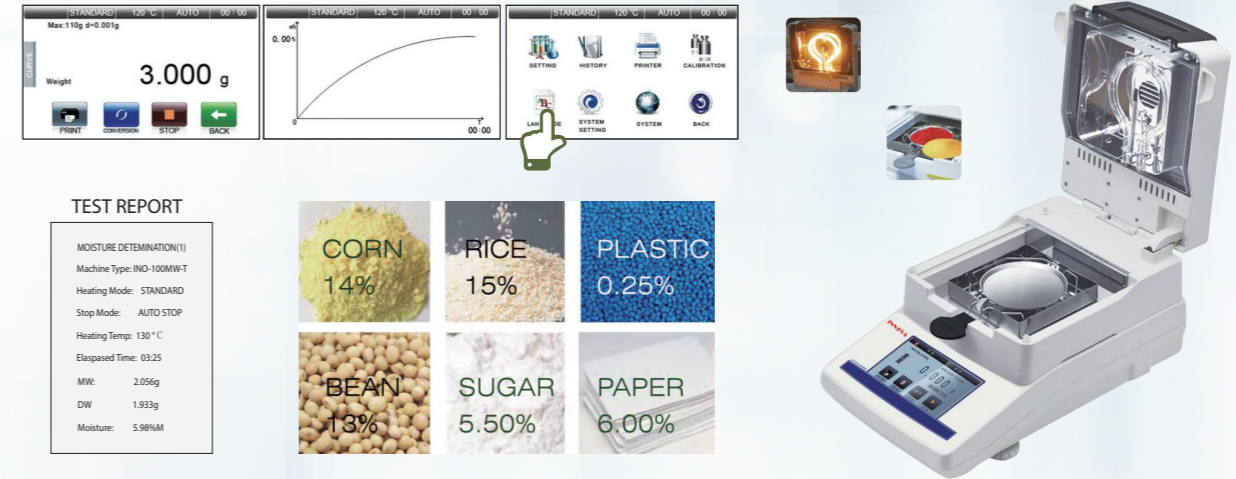 STANDARD 120 °C AUTO 00:00
Max:110g d=0.001g
CURVE
Weight 3.000 g
PRINT CONVERSION STOP BACK
STANDARD 120 °C AUTO 00:00
0.00%
0
T
00:00
STANDARD 120 °C AUTO 00:00
SETTING HISTORY PRINTER CALIBRATION
SYSTEM SETTING SYSTEM BACK
TEST REPORT
MOISTURE DETEMINATION(1)
Machine Type: INO-100MW-T
Heating Mode: STANDARD
Stop Mode: AUTO STOP
Heating Temp: 130 °C
Elaspased Time: 03:25
MW: 2.056g
DW 1.933g
Moisture: 5.98%M
CORN
14%
RICE
15%
PLASTIC
0.25%
BEAN
13%
SUGAR
5.50%
PAPER
6.00%
INNOVA
0.000